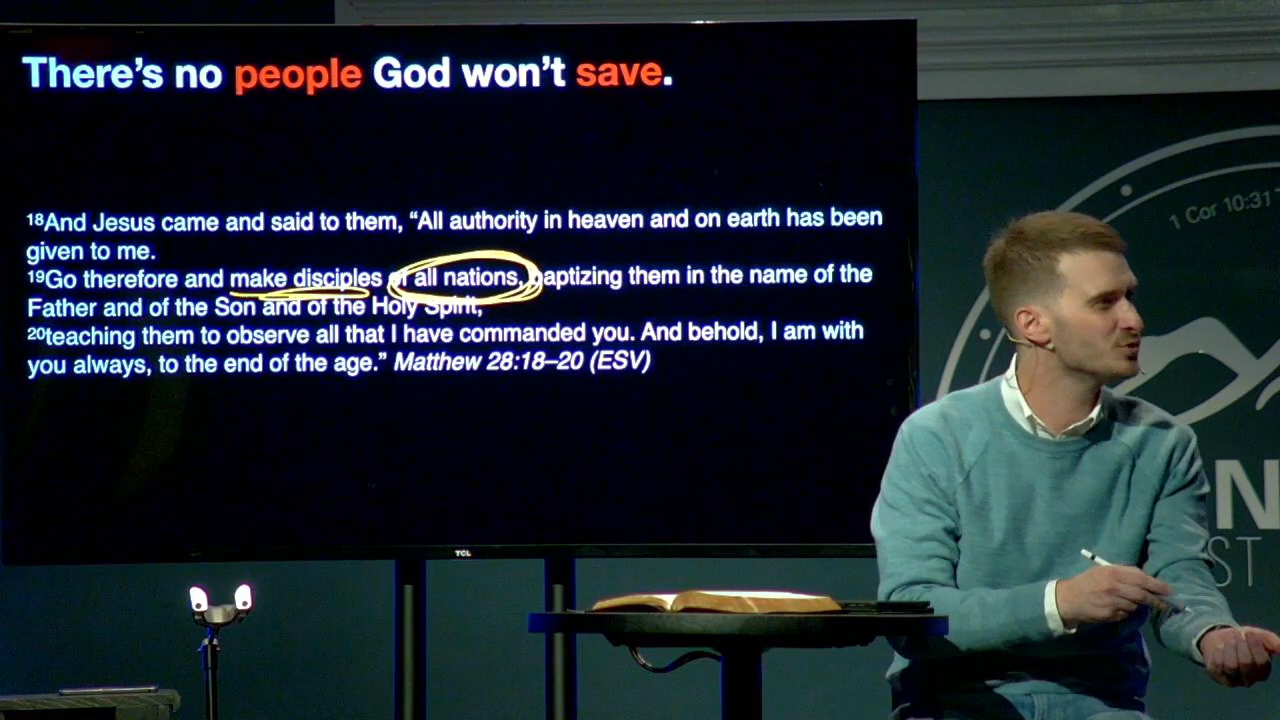 There's no people God won't save.
¹⁸And Jesus came and said to them, “All authority in heaven and on earth has been
given to me.
¹⁹Go therefore and make disciples of all nations, baptizing them in the name of the
Father and of the Son and of the Holy Spirit,
²⁰teaching them to observe all that I have commanded you. And behold, I am with
you always, to the end of the age.” Matthew 28:18–20 (ESV)
TCL
1 Cor 10:31
N
ST